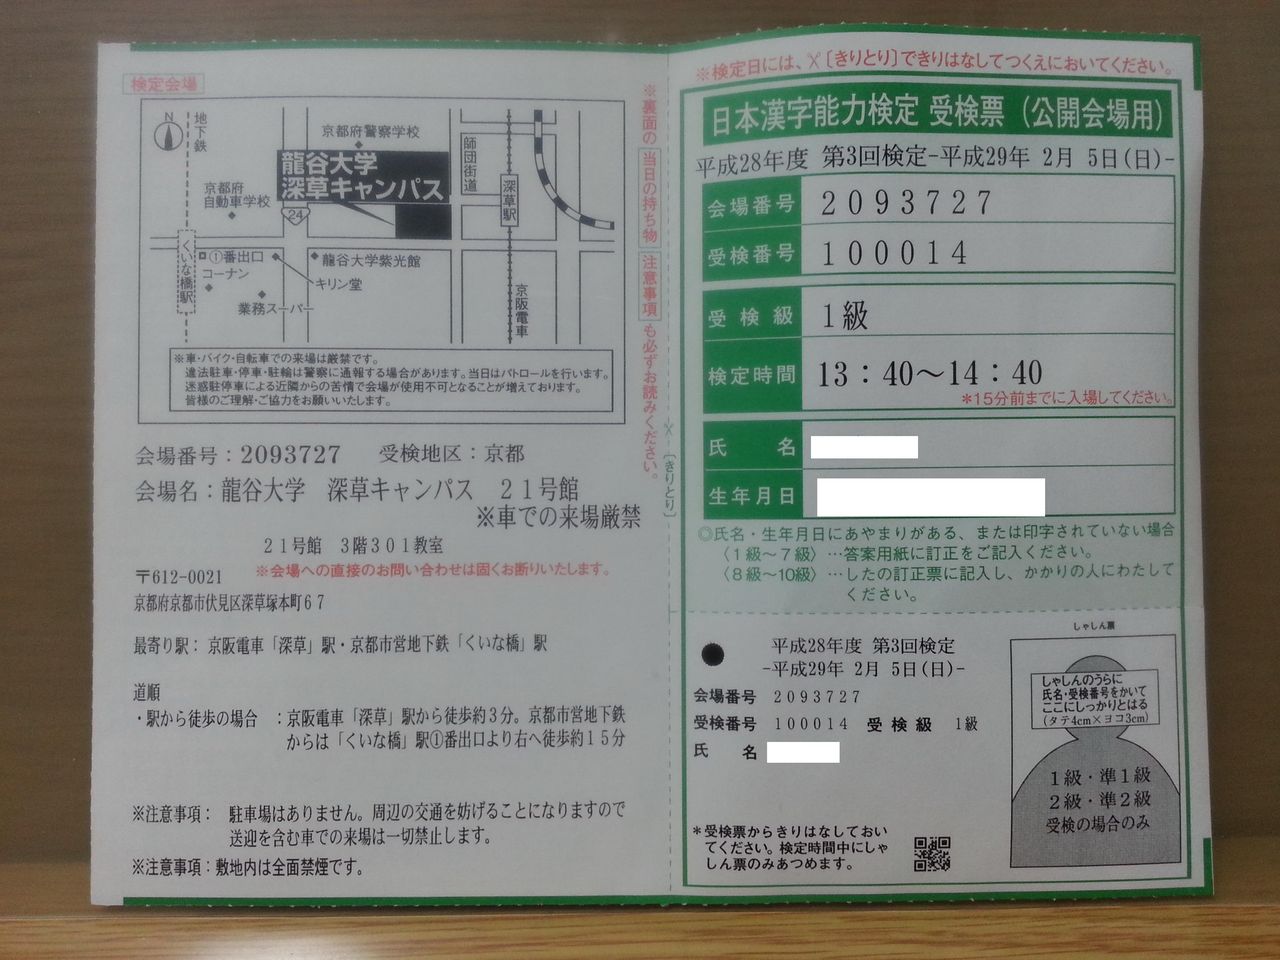 検定会場
地下鉄
N
京都府警察学校
龍谷大学
深草キャンパス
師団街道
深草駅
京都府
自動車学校
24
くいな橋駅
①番出口
コーナン
龍谷大学紫光館
キリン堂
業務スーパー
京阪電車
※車・バイク・自転車での来場は厳禁です。
違法駐車・停車・駐輪は警察に通報する場合があります。当日はパトロールを行います。
迷惑駐停車による近隣からの苦情で会場が使用不可となることが増えております。
皆様のご理解・ご協力をお願いいたします。
※裏面の 当日の持ち物 注意事項 も必ずお読みください。
会場番号：2093727 受検地区：京都
会場名：龍谷大学 深草キャンパス ２１号館
※車での来場厳禁
２１号館 ３階３０１教室
〒612-0021 ※会場への直接のお問い合わせは固くお断りいたします。
京都府京都市伏見区深草塚本町６７
最寄り駅： 京阪電車「深草」駅・京都市営地下鉄「くいな橋」駅
道順
・駅から徒歩の場合 ：京阪電車「深草」駅から徒歩約３分。京都市営地下鉄
からは「くいな橋」駅①番出口より右へ徒歩約１５分
※注意事項： 駐車場はありません。周辺の交通を妨げることになりますので
送迎を含む車での来場は一切禁止します。
※注意事項：敷地内は全面禁煙です。
〔きりとり〕
※検定日には、〔きりとり〕できりはなしてつくえにおいてください。
日本漢字能力検定 受検票（公開会場用）
平成28年度 第3回検定-平成29年 2月 5日(日)-
会場番号 2093727
受検番号 100014
受検級 1級
検定時間 13：40～14：40
＊15分前までに入場してください。
氏 名
生年月日
◎氏名・生年月日にあやまりがある、または印字されていない場合
〈1級～7級〉…答案用紙に訂正をご記入ください。
〈8級～10級〉…したの訂正票に記入し、かかりの人にわたして
ください。
平成28年度 第3回検定
-平成29年 2月 5日(日)-
会場番号 2093727
受検番号 100014 受検級 1級
氏 名
＊受検票からきりはなしておい
てください。検定時間中にしゃ
しん票のみあつめます。
しゃしん票
しゃしんのうらに
氏名・受検番号をかいて
ここにしっかりとはる
(タテ4cm×ヨコ3cm)
1級・準1級
2級・準2級
受検の場合のみ